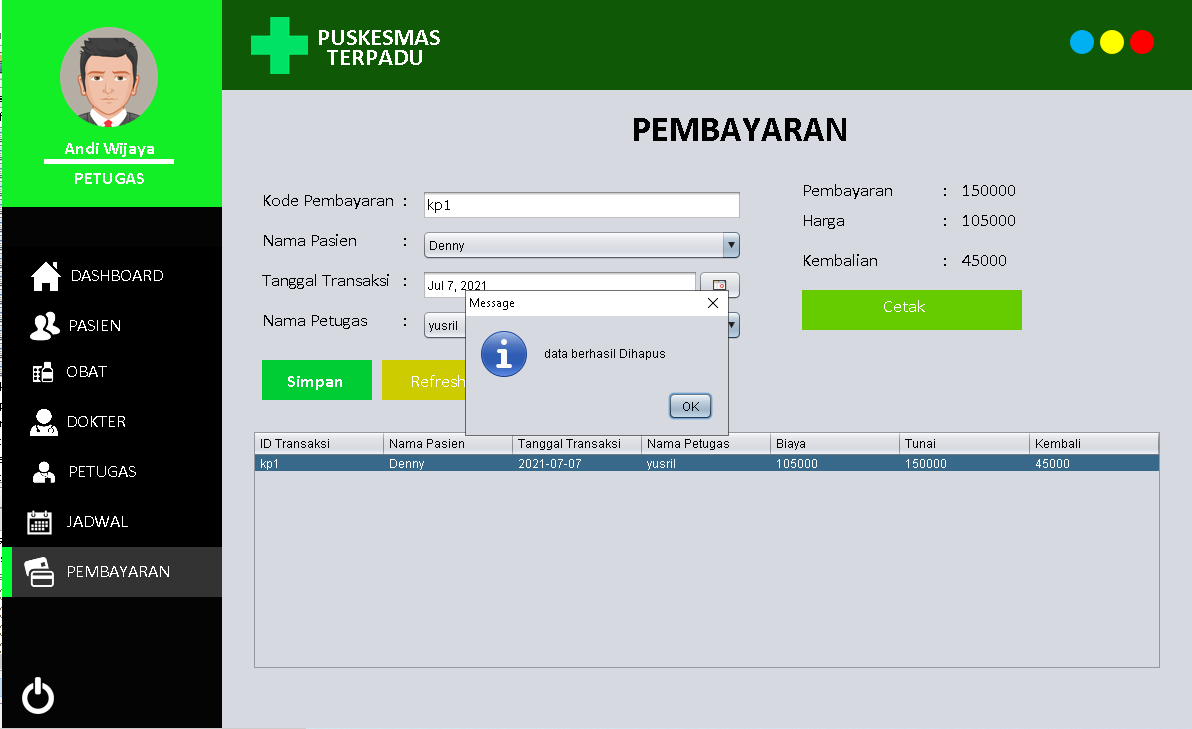 Andi Wijaya
PETUGAS
DASHBOARD
PASIEN
OBAT
DOKTER
PETUGAS
JADWAL
PEMBAYARAN
PUSKESMAS
TERPADU
PEMBAYARAN
Kode Pembayaran : kp1
Nama Pasien : Denny
Tanggal Transaksi : Jul 7, 2021
Nama Petugas : yusril
Pembayaran : 150000
Harga : 105000
Kembalian : 45000
Cetak
Simpan
Refresh
Message
data berhasil Dihapus
OK
ID Transaksi Nama Pasien Tanggal Transaksi Nama Petugas Biaya Tunai Kembali
kp1 Denny 2021-07-07 yusril 105000 150000 45000